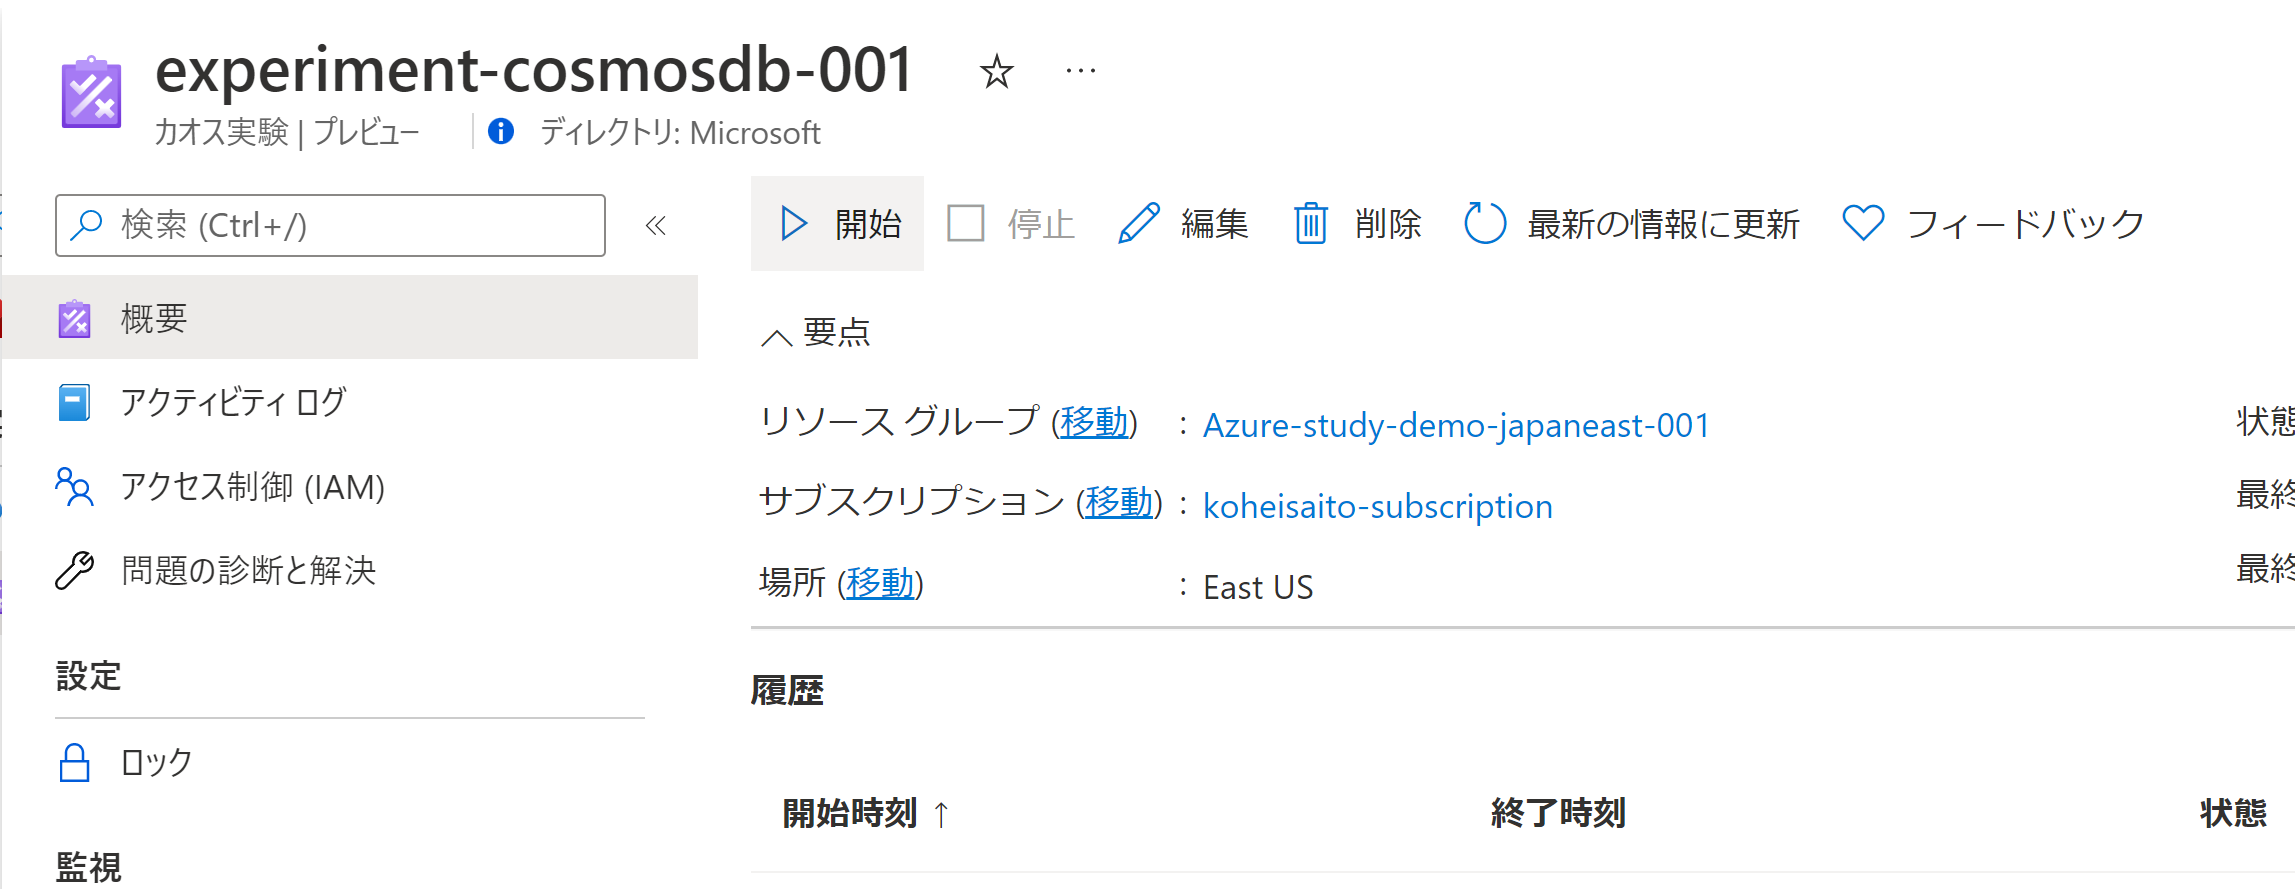 experiment-cosmosdb-001
カオス実験 | プレビュー
ディレクトリ: Microsoft
検索 (Ctrl+/)
開始
停止
編集
削除
最新の情報に更新
フィードバック
概要
アクティビティ ログ
アクセス制御 (IAM)
問題の診断と解決
設定
ロック
監視
要点
リソース グループ (移動) : Azure-study-demo-japaneast-001
サブスクリプション (移動) : koheisaito-subscription
場所 (移動) : East US
状態
最終
最終
履歴
開始時刻 ↑
終了時刻
状態